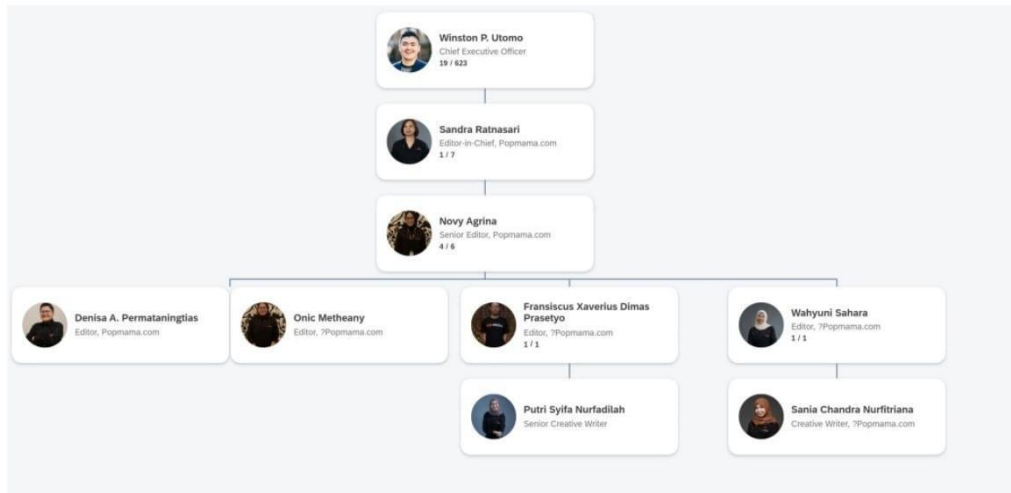 Winston P. Utomo
Chief Executive Officer
19 / 623
Sandra Ratnasari
Editor-in-Chief, Popmama.com
1 / 7
Novy Agrina
Senior Editor, Popmama.com
4 / 6
Denisa A. Permataningtias
Editor, Popmama.com
Onic Metheany
Editor, ?Popmama.com
Fransiscus Xaverius Dimas
Prasetyo
Editor, ?Popmama.com
1 / 1
Wahyuni Sahara
Editor, ?Popmama.com
1 / 1
Putri Syifa Nurfadilah
Senior Creative Writer
Sania Chandra Nurfitriana
Creative Writer, ?Popmama.com